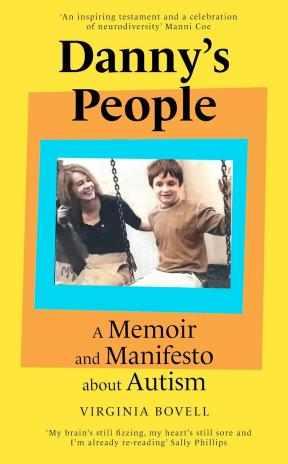 ‘An inspiring testament and a celebration
of neurodiversity’ Manni Coe
Danny’s
People
A Memoir
and Manifesto
about Autism
VIRGINIA BOVELL
‘My brain’s still fizzing, my heart’s still sore and
I’m already re-reading’ Sally Phillips